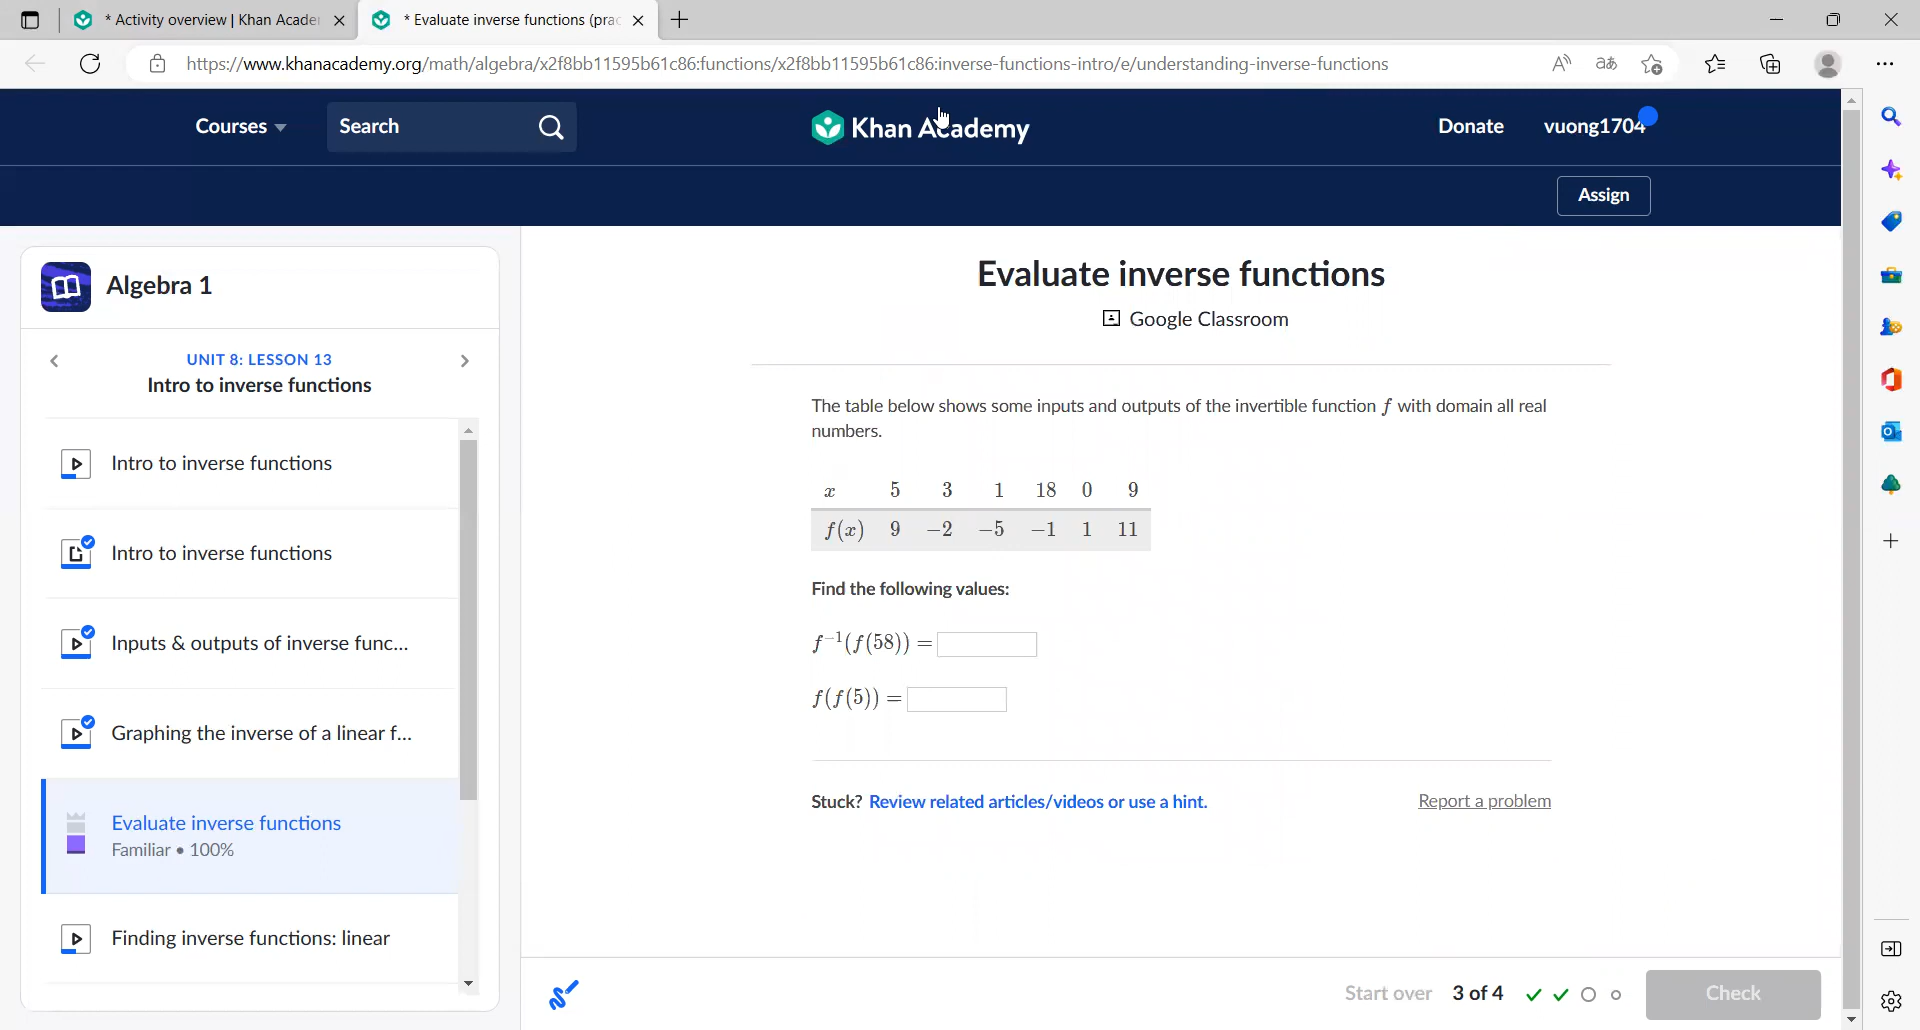 * Activity overview | Khan Acade
* Evaluate inverse functions (prac
https://www.khanacademy.org/math/algebra/x2f8bb11595b61c86:functions/x2f8bb11595b61c86:inverse-functions-intro/e/understanding-inverse-functions
Courses
Search
Khan Academy
Donate
vuong1704
Assign
Algebra 1
UNIT 8: LESSON 13
Intro to inverse functions
Intro to inverse functions
Intro to inverse functions
Inputs & outputs of inverse func...
Graphing the inverse of a linear f...
Evaluate inverse functions
Familiar • 100%
Finding inverse functions: linear
Evaluate inverse functions
Google Classroom
The table below shows some inputs and outputs of the invertible function f with domain all real
numbers.
x 5 3 1 18 0 9
f(x) 9 −2 −5 −1 1 11
Find the following values:
f⁻¹(f(58)) =
f(f(5)) =
Stuck? Review related articles/videos or use a hint.
Report a problem
Start over 3 of 4
Check